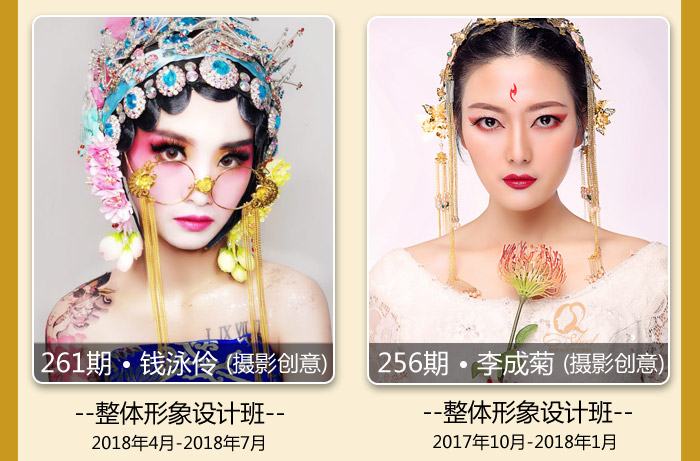 261期 • 钱泳伶 (摄影创意)
256期 • 李成菊 (摄影创意)
--整体形象设计班--
--整体形象设计班--
2018年4月-2018年7月
2017年10月-2018年1月